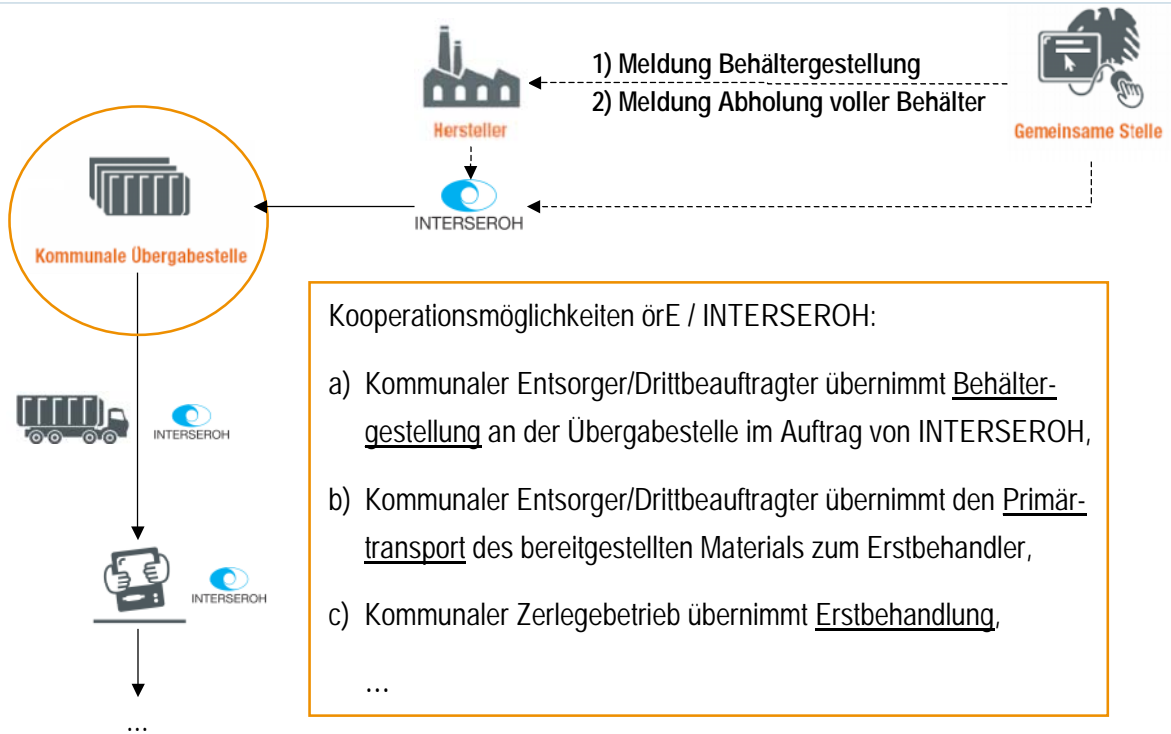 1) Meldung Behältergestellung
2) Meldung Abholung voller Behälter
Hersteller
Gemeinsame Stelle
INTERSEROH
Kommunale Übergabestelle
Kooperationsmöglichkeiten örE / INTERSEROH:
a) Kommunaler Entsorger/Drittbeauftragter übernimmt Behälter-
gestellung an der Übergabestelle im Auftrag von INTERSEROH,
b) Kommunaler Entsorger/Drittbeauftragter übernimmt den Primär-
transport des bereitgestellten Materials zum Erstbehandler,
c) Kommunaler Zerlegebetrieb übernimmt Erstbehandlung,
...
INTERSEROH
INTERSEROH
...